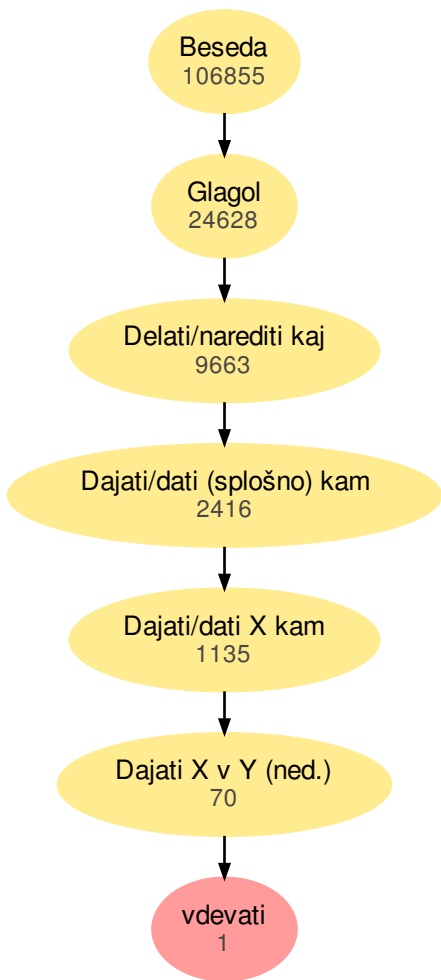 Beseda
106855
Glagol
24628
Delati/narediti kaj
9663
Dajati/dati (splošno) kam
2416
Dajati/dati X kam
1135
Dajati X v Y (ned.)
70
vdevati
1